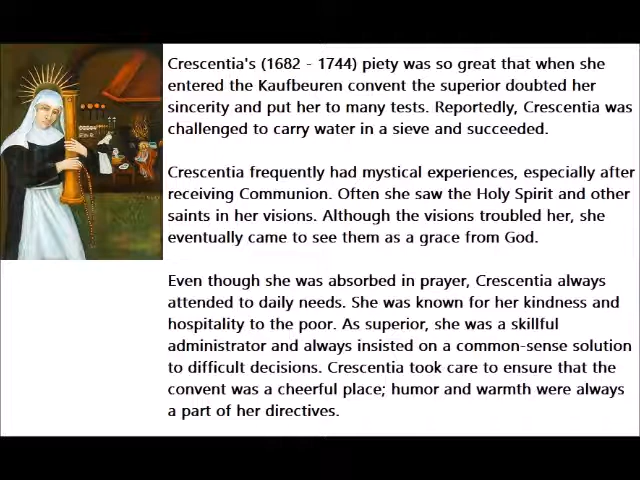 Crescentia's (1682 - 1744) piety was so great that when she
entered the Kaufbeuren convent the superior doubted her
sincerity and put her to many tests. Reportedly, Crescentia was
challenged to carry water in a sieve and succeeded.
Crescentia frequently had mystical experiences, especially after
receiving Communion. Often she saw the Holy Spirit and other
saints in her visions. Although the visions troubled her, she
eventually came to see them as a grace from God.
Even though she was absorbed in prayer, Crescentia always
attended to daily needs. She was known for her kindness and
hospitality to the poor. As superior, she was a skillful
administrator and always insisted on a common-sense solution
to difficult decisions. Crescentia took care to ensure that the
convent was a cheerful place; humor and warmth were always
a part of her directives.